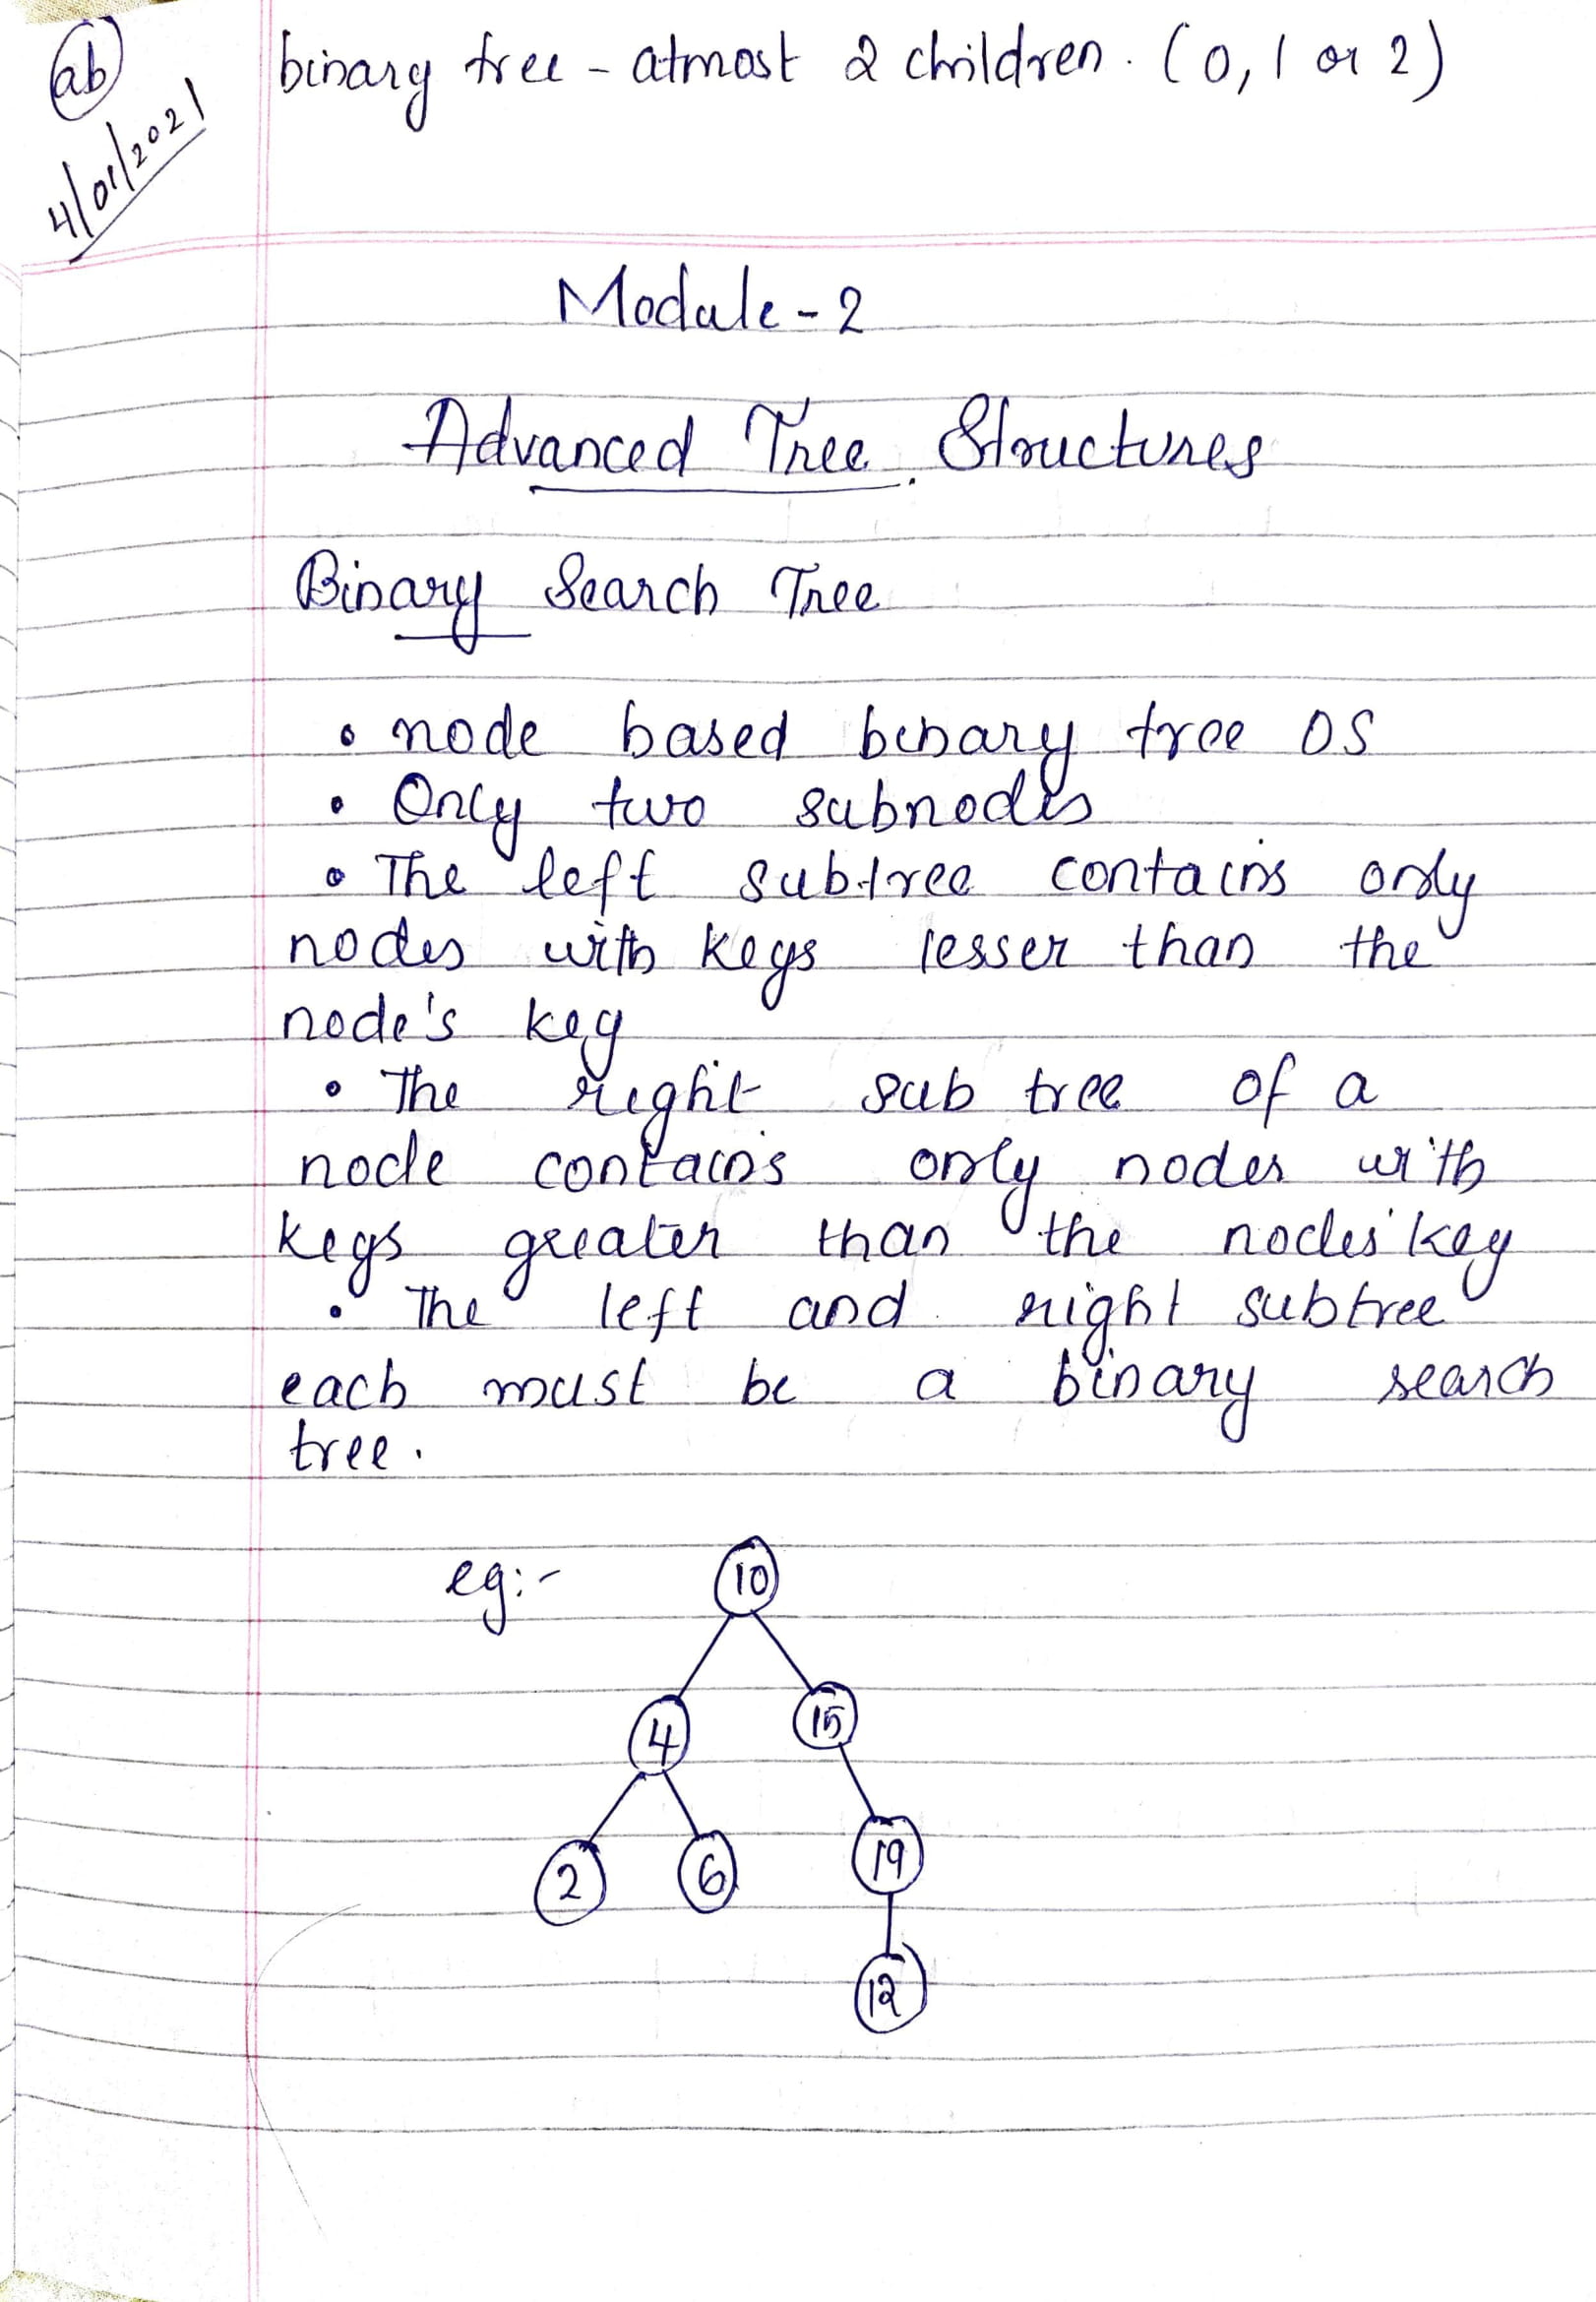 ab
4/01/2021
binary tree - atmost 2 children. (0, 1 or 2)
Module - 2
Advanced Tree Structures
Binary Search Tree
• node based binary tree DS
• Only two subnodes
• The left subtree contains only
nodes with keys lesser than the
node's key
• The right sub tree of a
node contains only nodes with
keys greater than the nodes' key
• The left and right subtree
each must be a binary search
tree.
eg:- 10
4 15
2 6 19
12